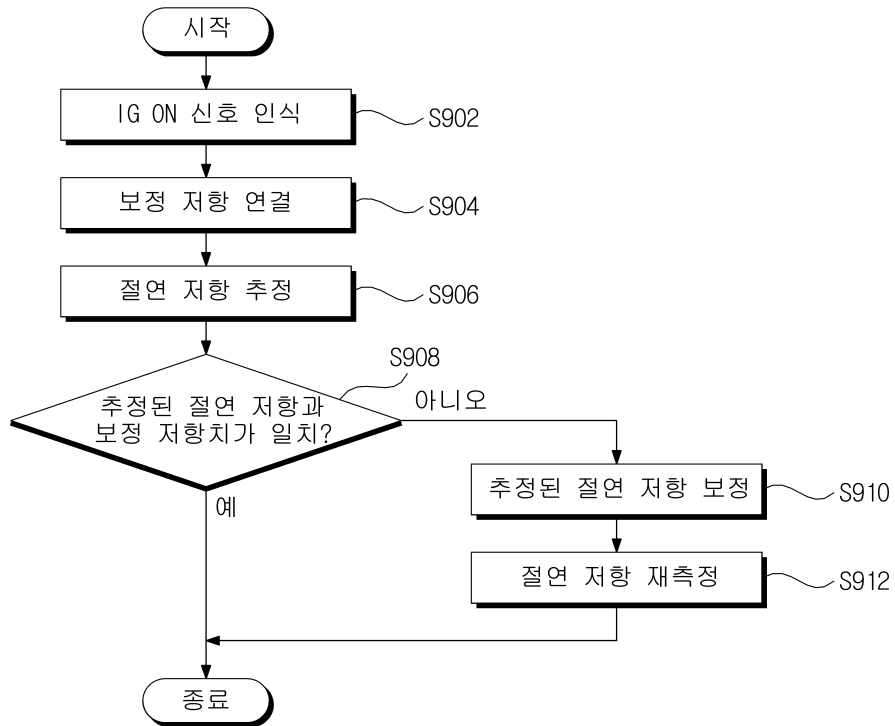 시작
IG ON 신호 인식
S902
보정 저항 연결
S904
절연 저항 추정
S906
S908
추정된 절연 저항과
보정 저항치가 일치?
아니오
예
추정된 절연 저항 보정
S910
절연 저항 재측정
S912
종료